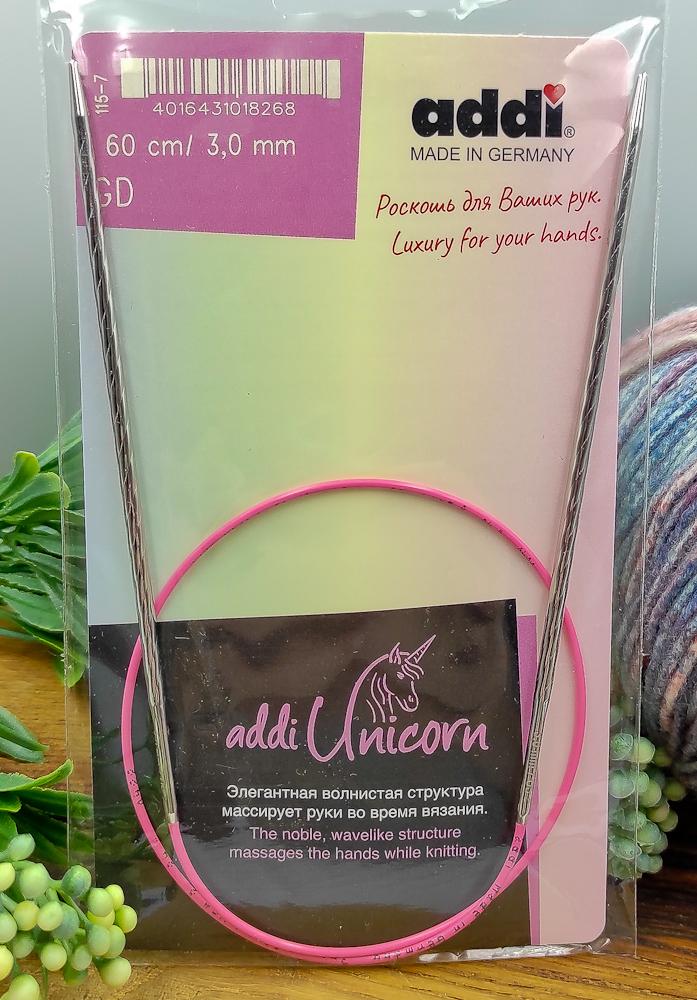 115-7
4016431018268
60 cm/ 3,0 mm
GD
addi®
MADE IN GERMANY
Роскошь для Ваших рук.
Luxury for your hands.
addi Unicorn
Элегантная волнистая структура
массирует руки во время вязания.
The noble, wavelike structure
massages the hands while knitting.